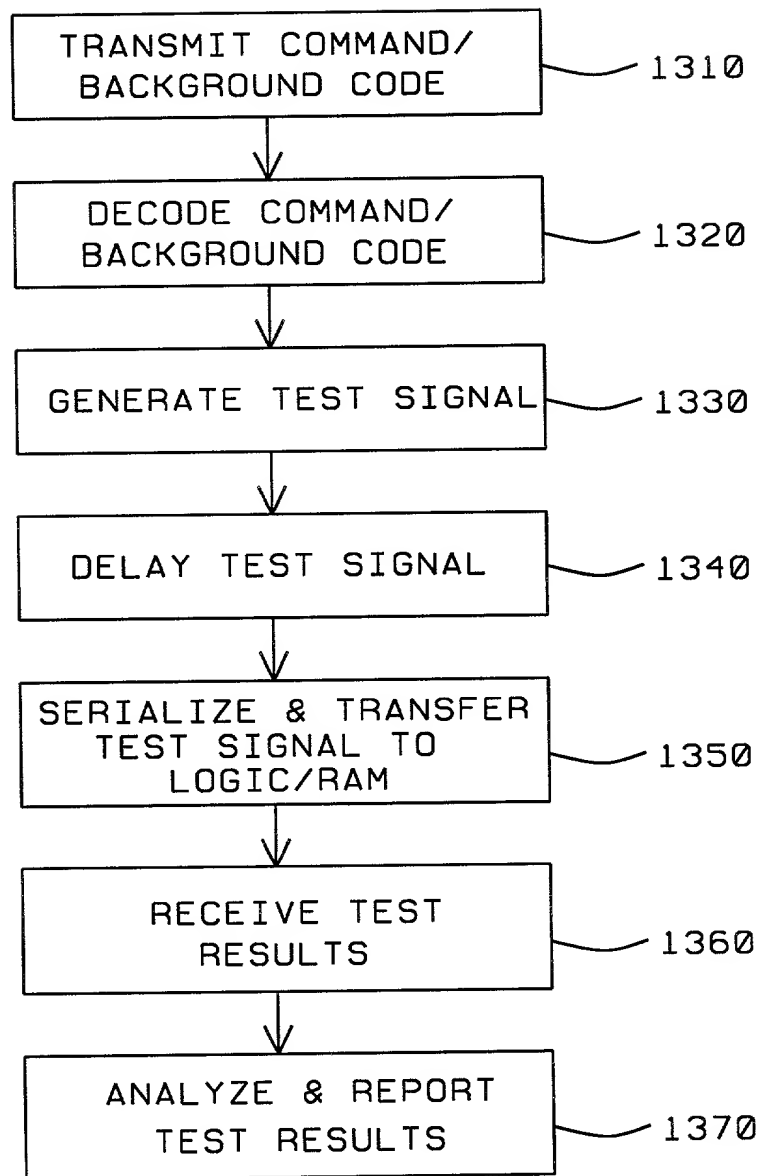 TRANSMIT COMMAND/
BACKGROUND CODE
1310
DECODE COMMAND/
BACKGROUND CODE
1320
GENERATE TEST SIGNAL
1330
DELAY TEST SIGNAL
1340
SERIALIZE & TRANSFER
TEST SIGNAL TO
LOGIC/RAM
1350
RECEIVE TEST
RESULTS
1360
ANALYZE & REPORT
TEST RESULTS
1370